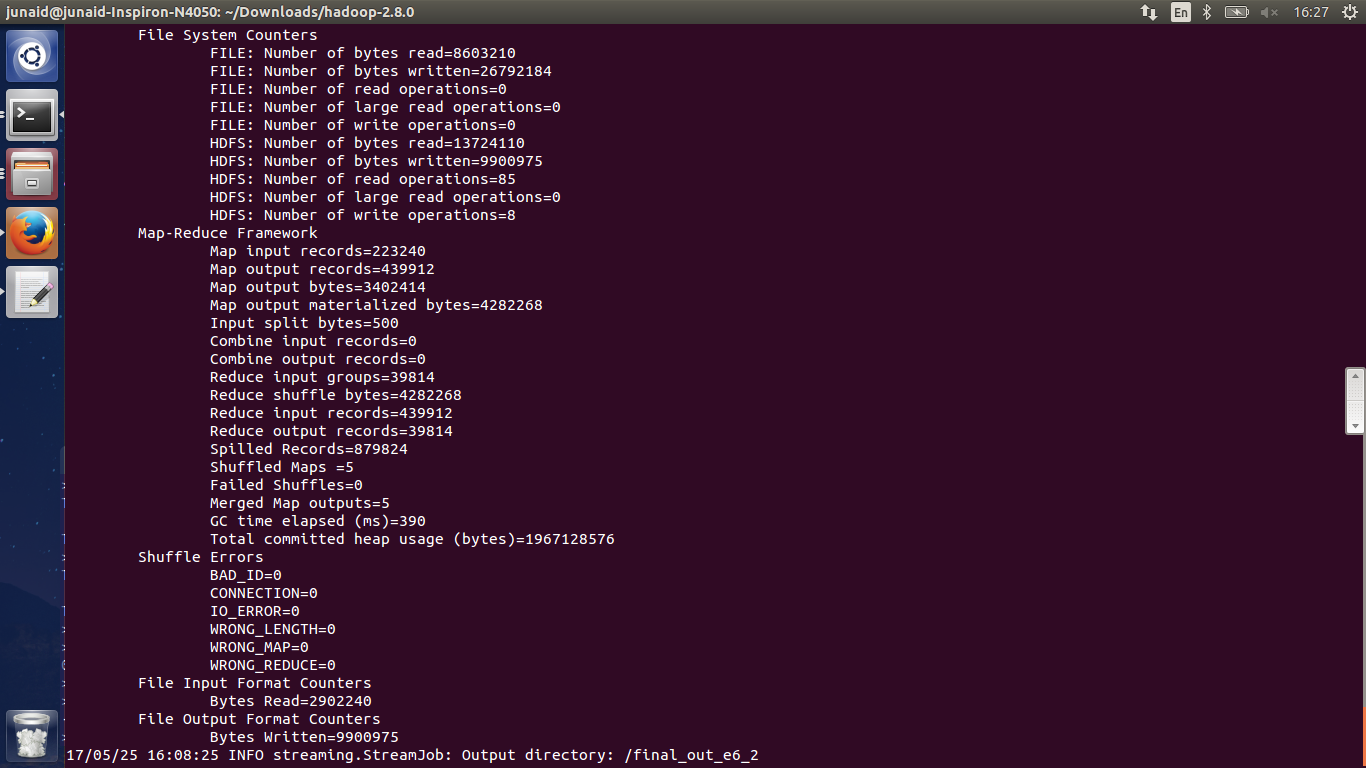 junaid@junaid-Inspiron-N4050: ~/Downloads/hadoop-2.8.0
En
16:27
File System Counters
FILE: Number of bytes read=8603210
FILE: Number of bytes written=26792184
FILE: Number of read operations=0
FILE: Number of large read operations=0
FILE: Number of write operations=0
HDFS: Number of bytes read=13724110
HDFS: Number of bytes written=9900975
HDFS: Number of read operations=85
HDFS: Number of large read operations=0
HDFS: Number of write operations=8
Map-Reduce Framework
Map input records=223240
Map output records=439912
Map output bytes=3402414
Map output materialized bytes=4282268
Input split bytes=500
Combine input records=0
Combine output records=0
Reduce input groups=39814
Reduce shuffle bytes=4282268
Reduce input records=439912
Reduce output records=39814
Spilled Records=879824
Shuffled Maps =5
Failed Shuffles=0
Merged Map outputs=5
GC time elapsed (ms)=390
Total committed heap usage (bytes)=1967128576
Shuffle Errors
BAD_ID=0
CONNECTION=0
IO_ERROR=0
WRONG_LENGTH=0
WRONG_MAP=0
WRONG_REDUCE=0
File Input Format Counters
Bytes Read=2902240
File Output Format Counters
Bytes Written=9900975
17/05/25 16:08:25 INFO streaming.StreamJob: Output directory: /final_out_e6_2